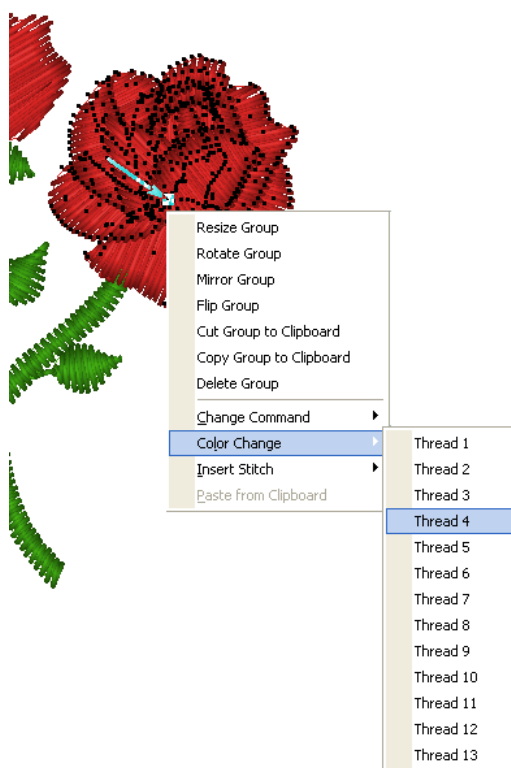 Resize Group
Rotate Group
Mirror Group
Flip Group
Cut Group to Clipboard
Copy Group to Clipboard
Delete Group
Change Command
Color Change
Insert Stitch
Paste from Clipboard
Thread 1
Thread 2
Thread 3
Thread 4
Thread 5
Thread 6
Thread 7
Thread 8
Thread 9
Thread 10
Thread 11
Thread 12
Thread 13